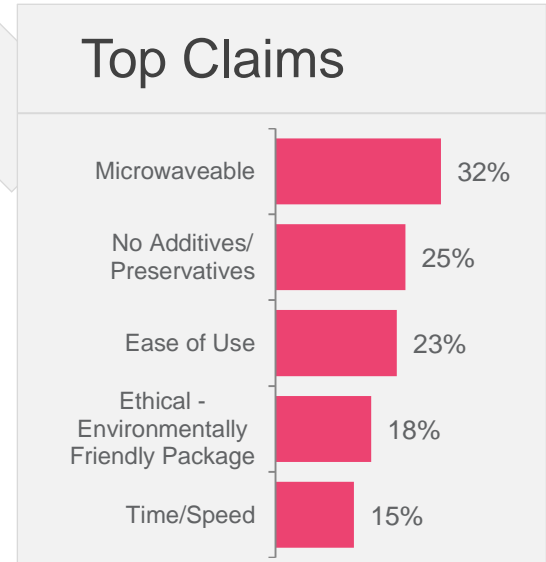 Top Claims
Microwaveable
32%
No Additives/
Preservatives
25%
Ease of Use
23%
Ethical -
Environmentally
Friendly Package
18%
Time/Speed
15%